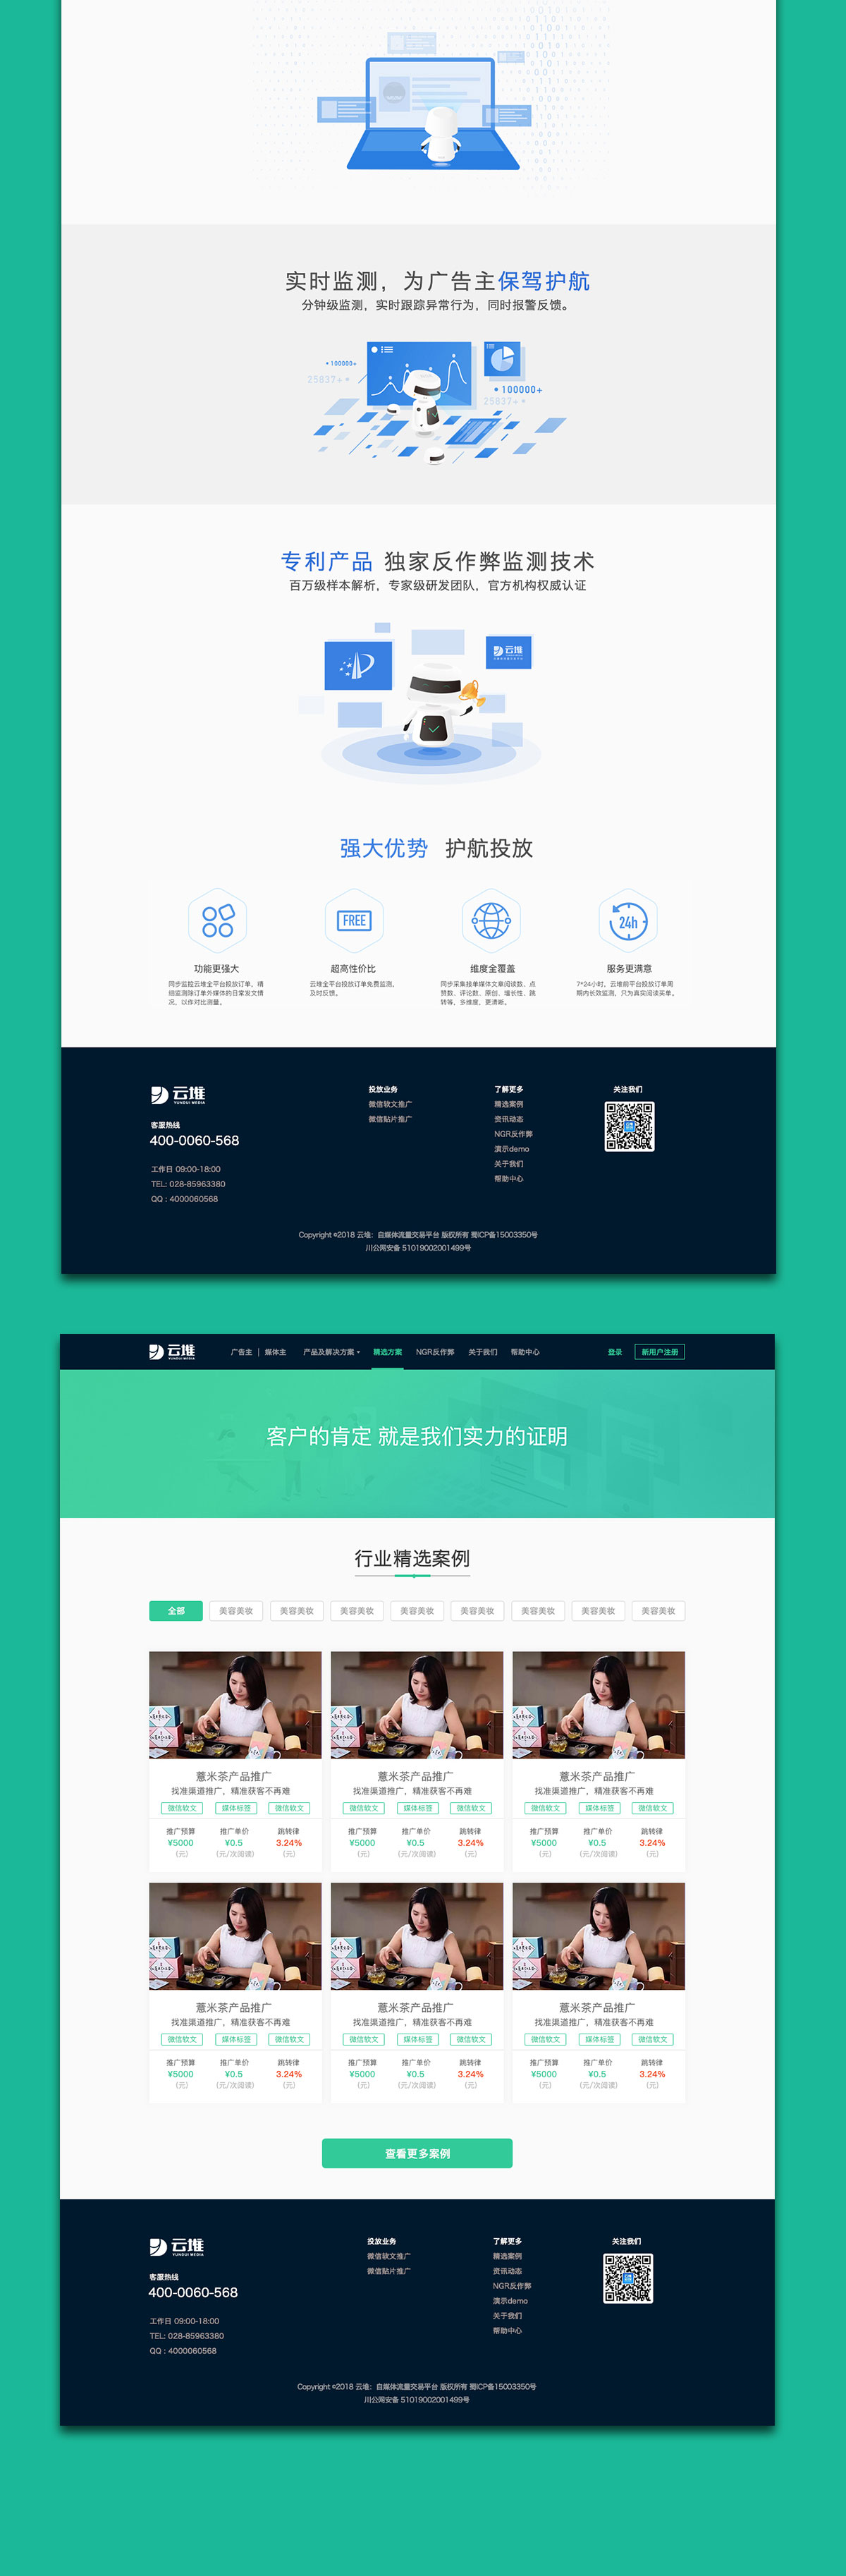 实时监测，为广告主保驾护航
分钟级监测，实时跟踪异常行为，同时报警反馈。
100000+
25837+
100000+
25837+
专利产品 独家反作弊监测技术
百万级样本解析，专家级研发团队，官方机构权威认证
云堆
强大优势 护航投放
FREE
24h
功能更强大
超高性价比
维度全覆盖
服务更满意
同步监控云堆全平台投放订单，精
细监测除订单外媒体的日常发文情
况，以作对比测量。
云堆全平台投放订单免费监测，
及时反馈。
同步采集接单媒体文章阅读数、点
赞数、评论数、原创、增长性、跳
转等。多维度，更清晰。
7*24小时，云堆前平台投放订单周
期内长效监测，只为真实阅读买单。
云堆
YUNDUI MEDIA
客服热线
400-0060-568
工作日 09:00-18:00
TEL: 028-85963380
QQ : 4000060568
投放业务
微信软文推广
微信贴片推广
了解更多
精选案例
资讯动态
NGR反作弊
演示demo
关于我们
帮助中心
关注我们
Copyright ©2018 云堆：自媒体流量交易平台 版权所有 蜀ICP备15003350号
川公网安备 51019002001499号
云堆
YUNDUI MEDIA
广告主 | 媒体主 产品及解决方案 精选方案 NGR反作弊 关于我们 帮助中心 登录 新用户注册
客户的肯定 就是我们实力的证明
行业精选案例
全部 美容美妆 美容美妆 美容美妆 美容美妆 美容美妆 美容美妆 美容美妆 美容美妆
薏米茶产品推广 薏米茶产品推广 薏米茶产品推广
找准渠道推广，精准获客不再难 找准渠道推广，精准获客不再难 找准渠道推广，精准获客不再难
微信软文 媒体标签 微信软文 微信软文 媒体标签 微信软文 微信软文 媒体标签 微信软文
推广预算 推广单价 跳转律 推广预算 推广单价 跳转律 推广预算 推广单价 跳转律
¥5000 ¥0.5 3.24% ¥5000 ¥0.5 3.24% ¥5000 ¥0.5 3.24%
(元) (元/次阅读) (元) (元) (元/次阅读) (元) (元) (元/次阅读) (元)
薏米茶产品推广 薏米茶产品推广 薏米茶产品推广
找准渠道推广，精准获客不再难 找准渠道推广，精准获客不再难 找准渠道推广，精准获客不再难
微信软文 媒体标签 微信软文 微信软文 媒体标签 微信软文 微信软文 媒体标签 微信软文
推广预算 推广单价 跳转律 推广预算 推广单价 跳转律 推广预算 推广单价 跳转律
¥5000 ¥0.5 3.24% ¥5000 ¥0.5 3.24% ¥5000 ¥0.5 3.24%
(元) (元/次阅读) (元) (元) (元/次阅读) (元) (元) (元/次阅读) (元)
查看更多案例
云堆
YUNDUI MEDIA
客服热线
400-0060-568
工作日 09:00-18:00
TEL: 028-85963380
QQ : 4000060568
投放业务
微信软文推广
微信贴片推广
了解更多
精选案例
资讯动态
NGR反作弊
演示demo
关于我们
帮助中心
关注我们
Copyright ©2018 云堆：自媒体流量交易平台 版权所有 蜀ICP备15003350号
川公网安备 51019002001499号